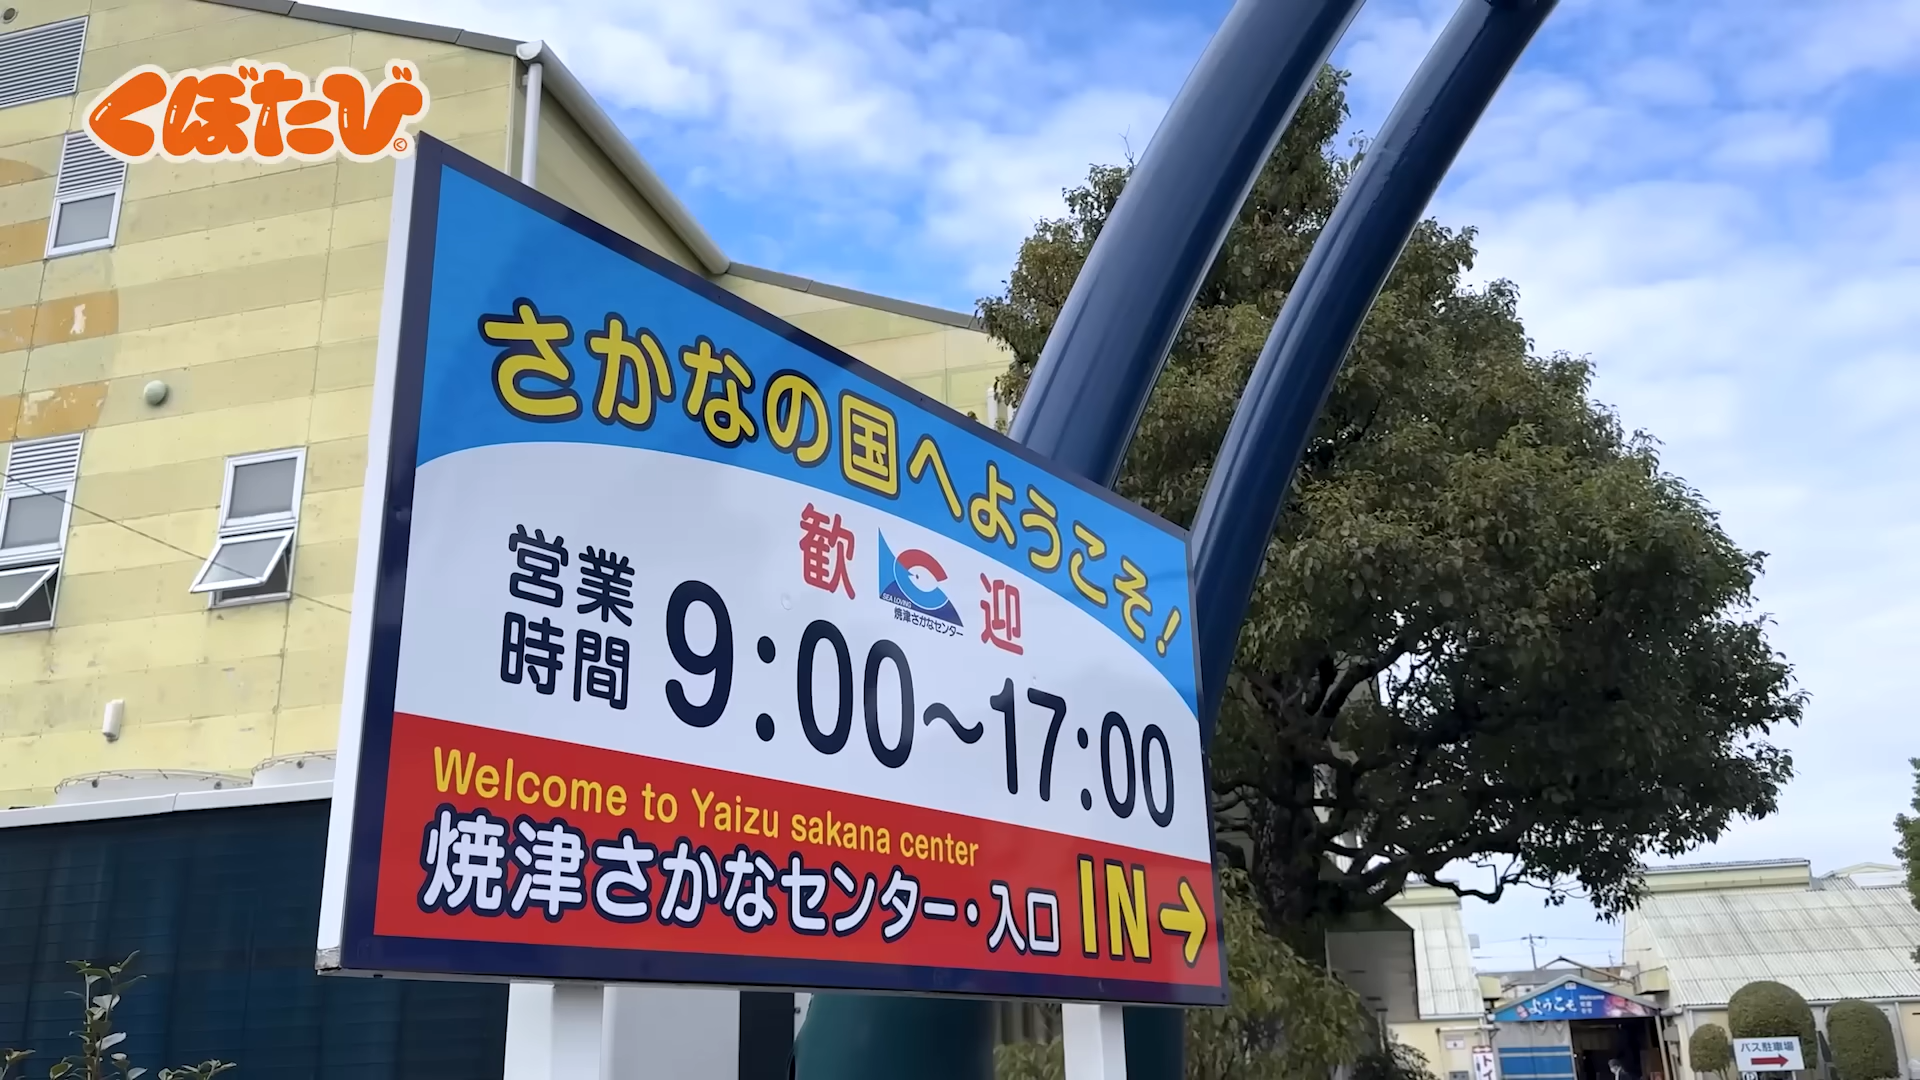 くぼたび
さかなの国へようこそ!
歓迎
SEA LOVING
焼津さかなセンター
営業時間 9:00~17:00
Welcome to Yaizu sakana center
焼津さかなセンター・入口 IN→
ようこそ
Welcome
バス駐車場